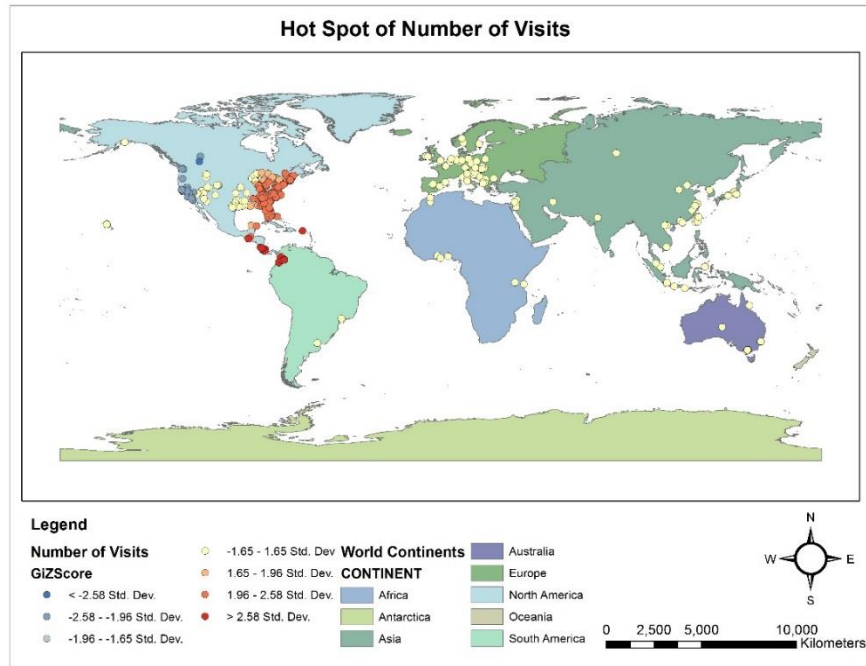 Hot Spot of Number of Visits
Legend
Number of Visits
GiZScore
< -2.58 Std. Dev.
-2.58 - -1.96 Std. Dev.
-1.96 - -1.65 Std. Dev.
-1.65 - 1.65 Std. Dev
1.65 - 1.96 Std. Dev.
1.96 - 2.58 Std. Dev.
> 2.58 Std. Dev.
World Continents
CONTINENT
Africa
Antarctica
Asia
Australia
Europe
North America
Oceania
South America
N
W
E
S
0 2,500 5,000 10,000
Kilometers